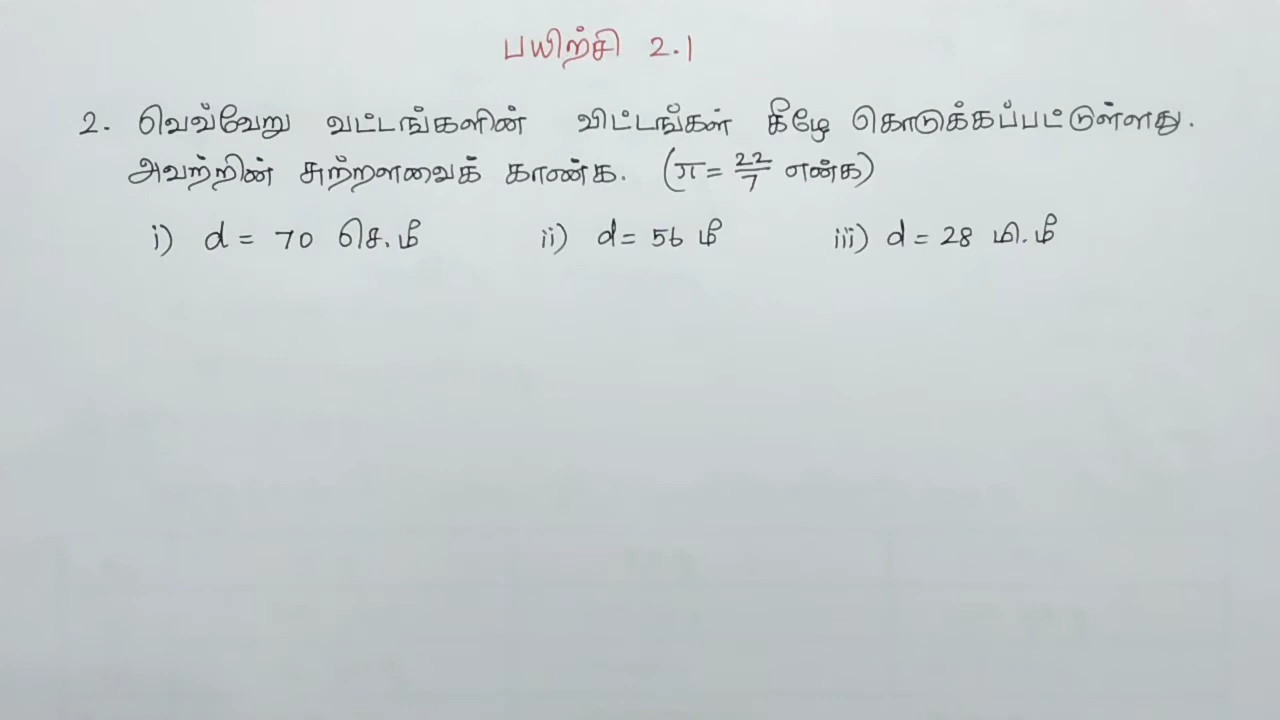 பயிற்சி 2.1
2. வெவ்வேறு வட்டங்களின் விட்டங்கள் கீழே கொடுக்கப்பட்டுள்ளது.
அவற்றின் சுற்றளவைக் காண்க. (π = 22/7 என்க)
i) d = 70 செ.மீ ii) d = 56 மீ iii) d = 28 மி.மீ